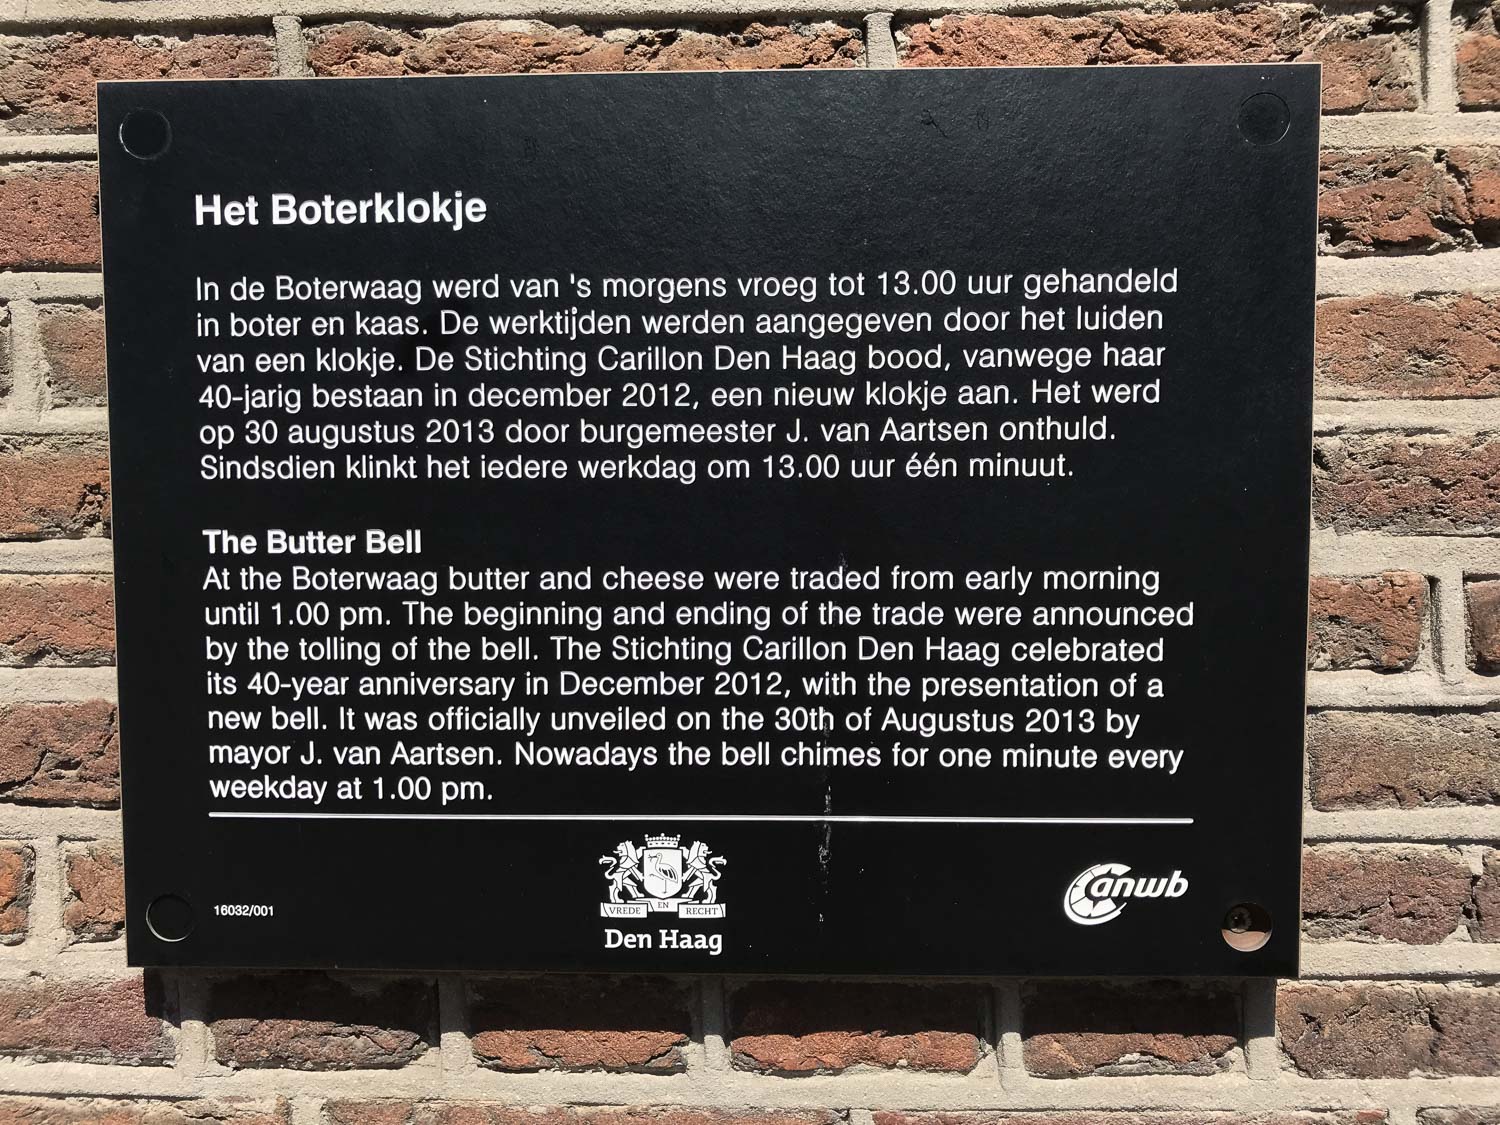 Het Boterklokje
In de Boterwaag werd van 's morgens vroeg tot 13.00 uur gehandeld
in boter en kaas. De werktijden werden aangegeven door het luiden
van een klokje. De Stichting Carillon Den Haag bood, vanwege haar
40-jarig bestaan in december 2012, een nieuw klokje aan. Het werd
op 30 augustus 2013 door burgemeester J. van Aartsen onthuld.
Sindsdien klinkt het iedere werkdag om 13.00 uur één minuut.
The Butter Bell
At the Boterwaag butter and cheese were traded from early morning
until 1.00 pm. The beginning and ending of the trade were announced
by the tolling of the bell. The Stichting Carillon Den Haag celebrated
its 40-year anniversary in December 2012, with the presentation of a
new bell. It was officially unveiled on the 30th of Augustus 2013 by
mayor J. van Aartsen. Nowadays the bell chimes for one minute every
weekday at 1.00 pm.
16032/001
VREDE EN RECHT
Den Haag
anwb